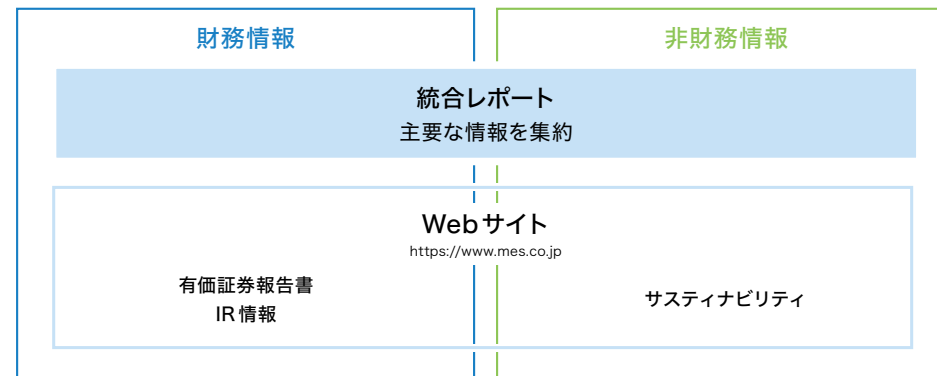 財務情報
非財務情報
統合レポート
主要な情報を集約
Webサイト
https://www.mes.co.jp
有価証券報告書
IR情報
サスティナビリティ